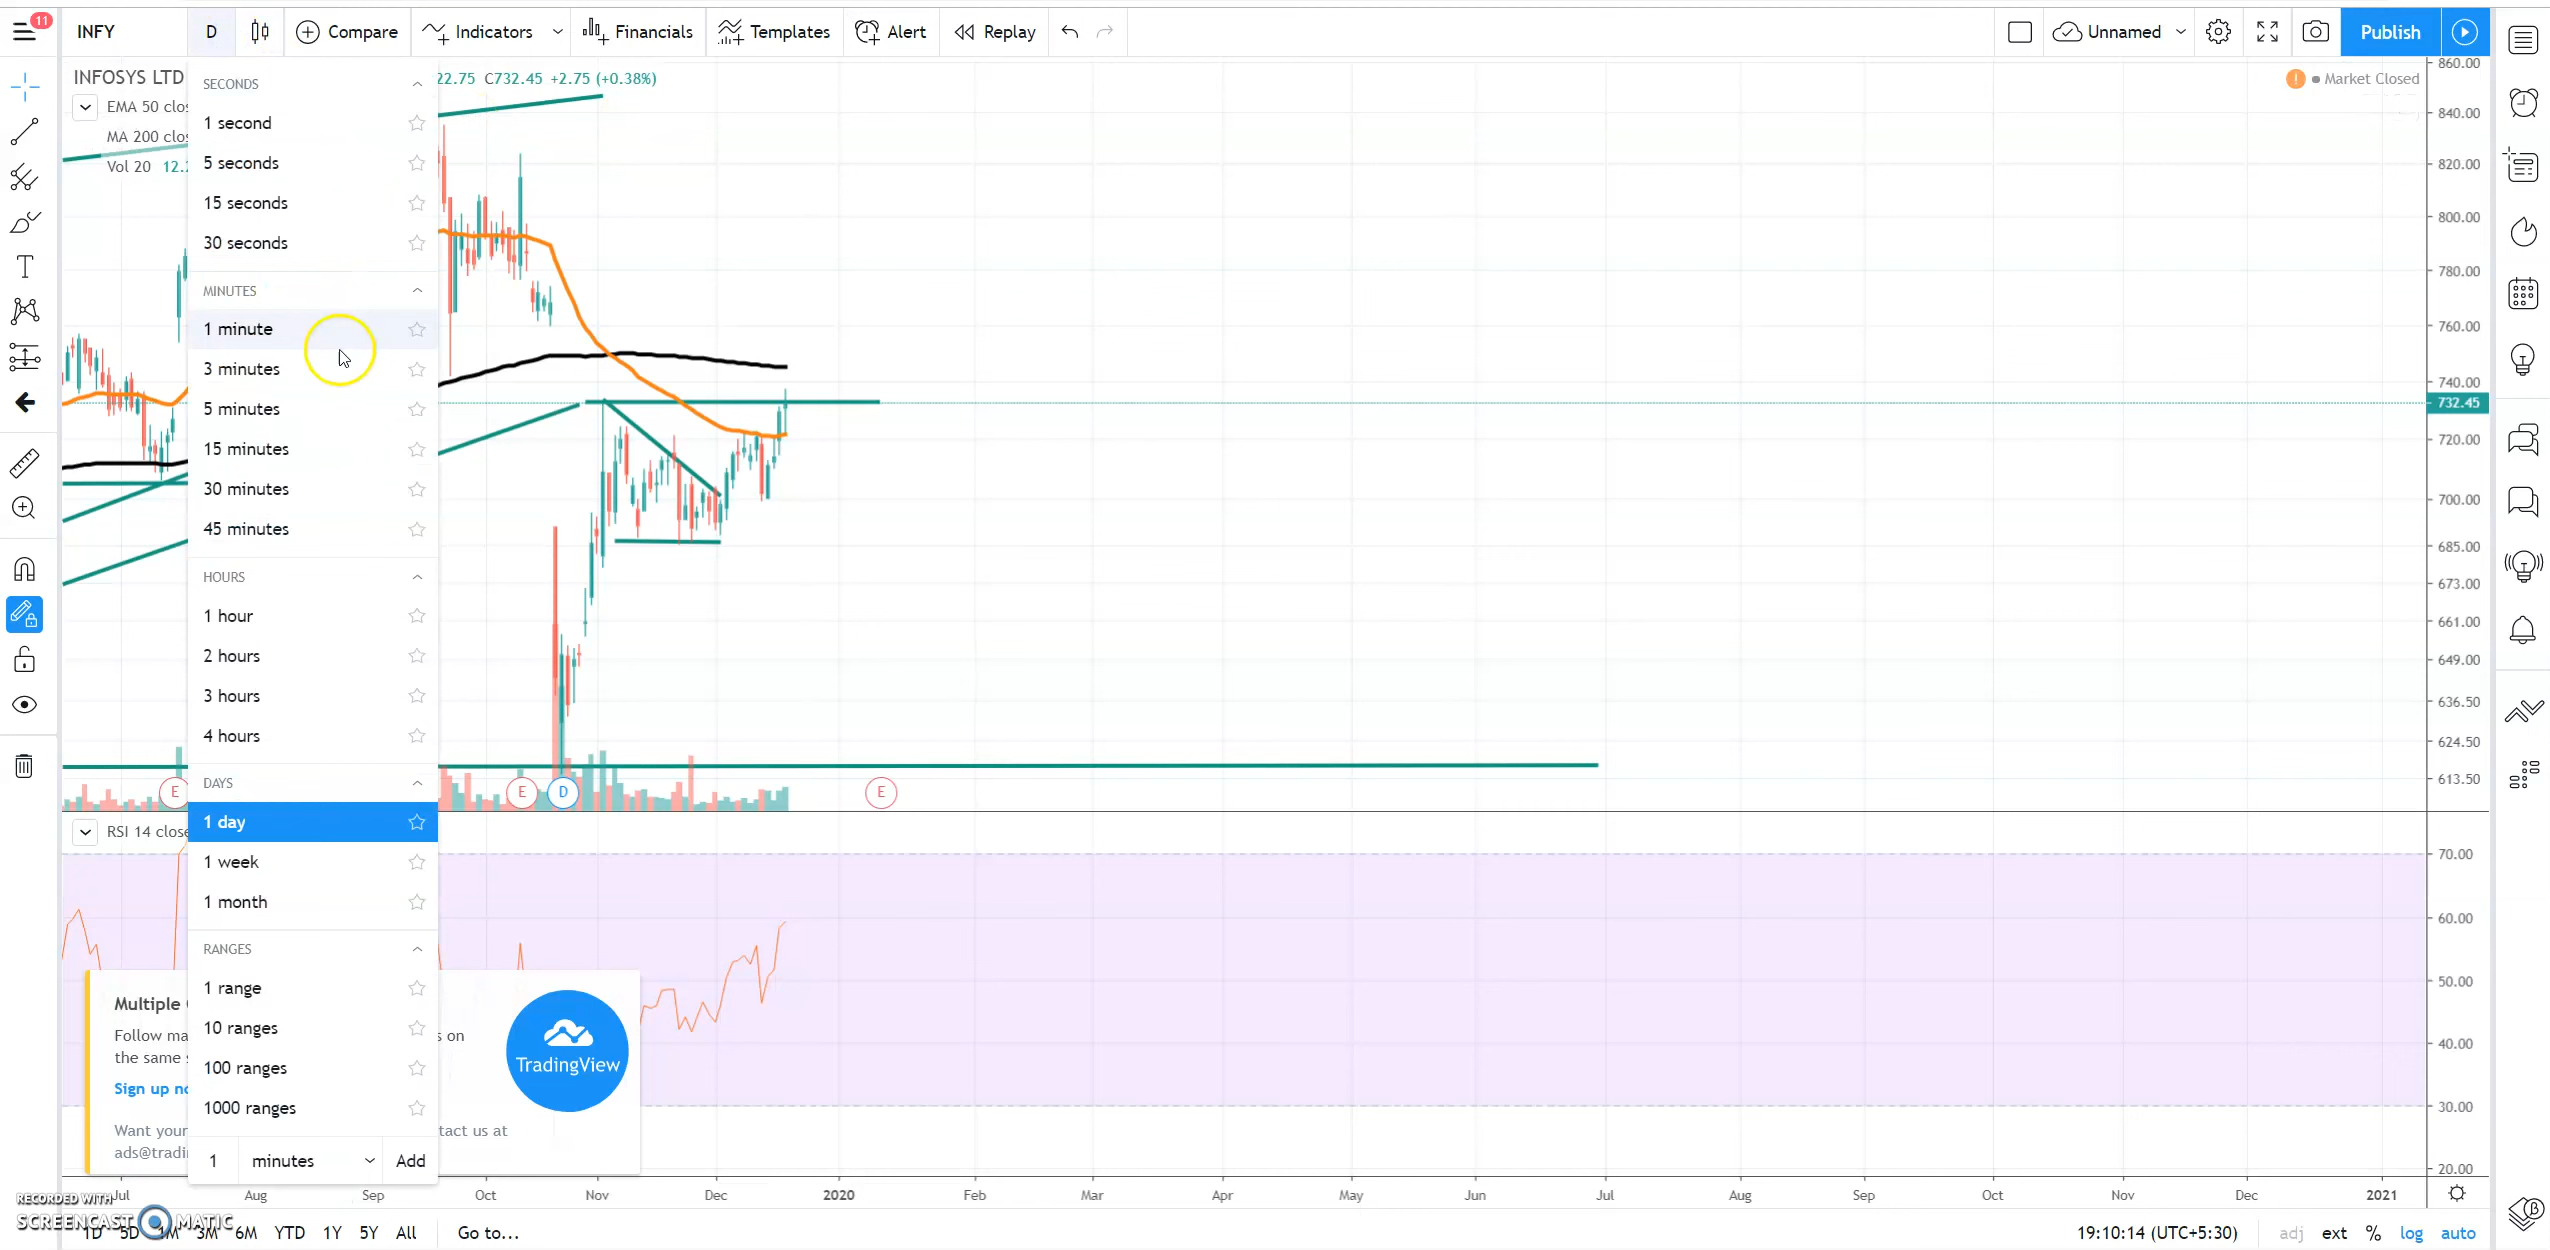 11
INFY
D
Compare
Indicators
Financials
Templates
Alert
Replay
Unnamed
Publish
INFOSYS LTD
22.75 C732.45 +2.75 (+0.38%)
Market Closed
EMA 50 clos
MA 200 clos
Vol 20 12.2
SECONDS
1 second
5 seconds
15 seconds
30 seconds
MINUTES
1 minute
3 minutes
5 minutes
15 minutes
30 minutes
45 minutes
HOURS
1 hour
2 hours
3 hours
4 hours
DAYS
1 day
1 week
1 month
RANGES
1 range
10 ranges
100 ranges
1000 ranges
1 minutes Add
860.00
840.00
820.00
800.00
780.00
760.00
740.00
732.45
720.00
700.00
685.00
673.00
661.00
649.00
636.50
624.50
613.50
E
E
D
E
RSI 14 close
70.00
60.00
50.00
40.00
30.00
20.00
Multiple
Follow ma
s on
the same s
Sign up no
Want your
tact us at
ads@tradin
TradingView
Jul Aug Sep Oct Nov Dec 2020 Feb Mar Apr May Jun Jul Aug Sep Oct Nov Dec 2021
RECORDED WITH
SCREENCAST MATIC
1D 5D 1M 3M 6M YTD 1Y 5Y All Go to...
19:10:14 (UTC+5:30) adj ext % log auto